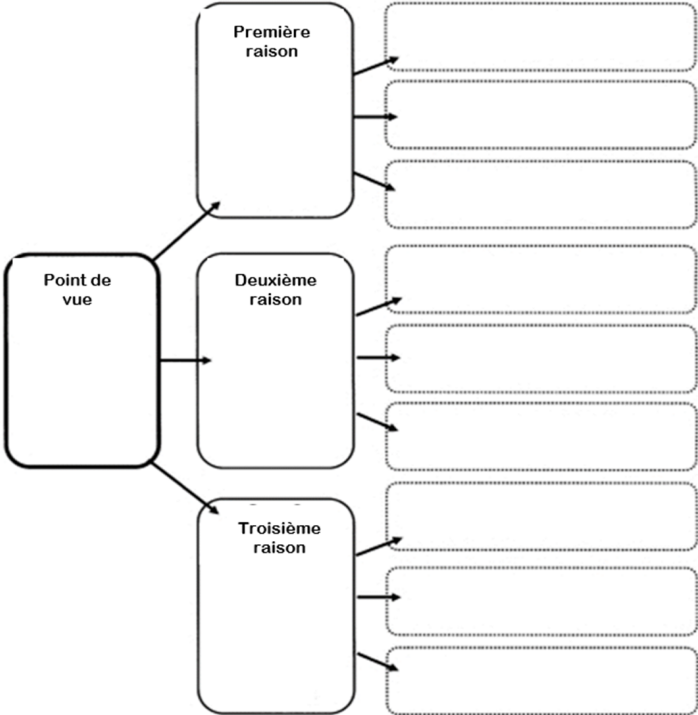 Première
raison
Point de
vue
Deuxième
raison
Troisième
raison